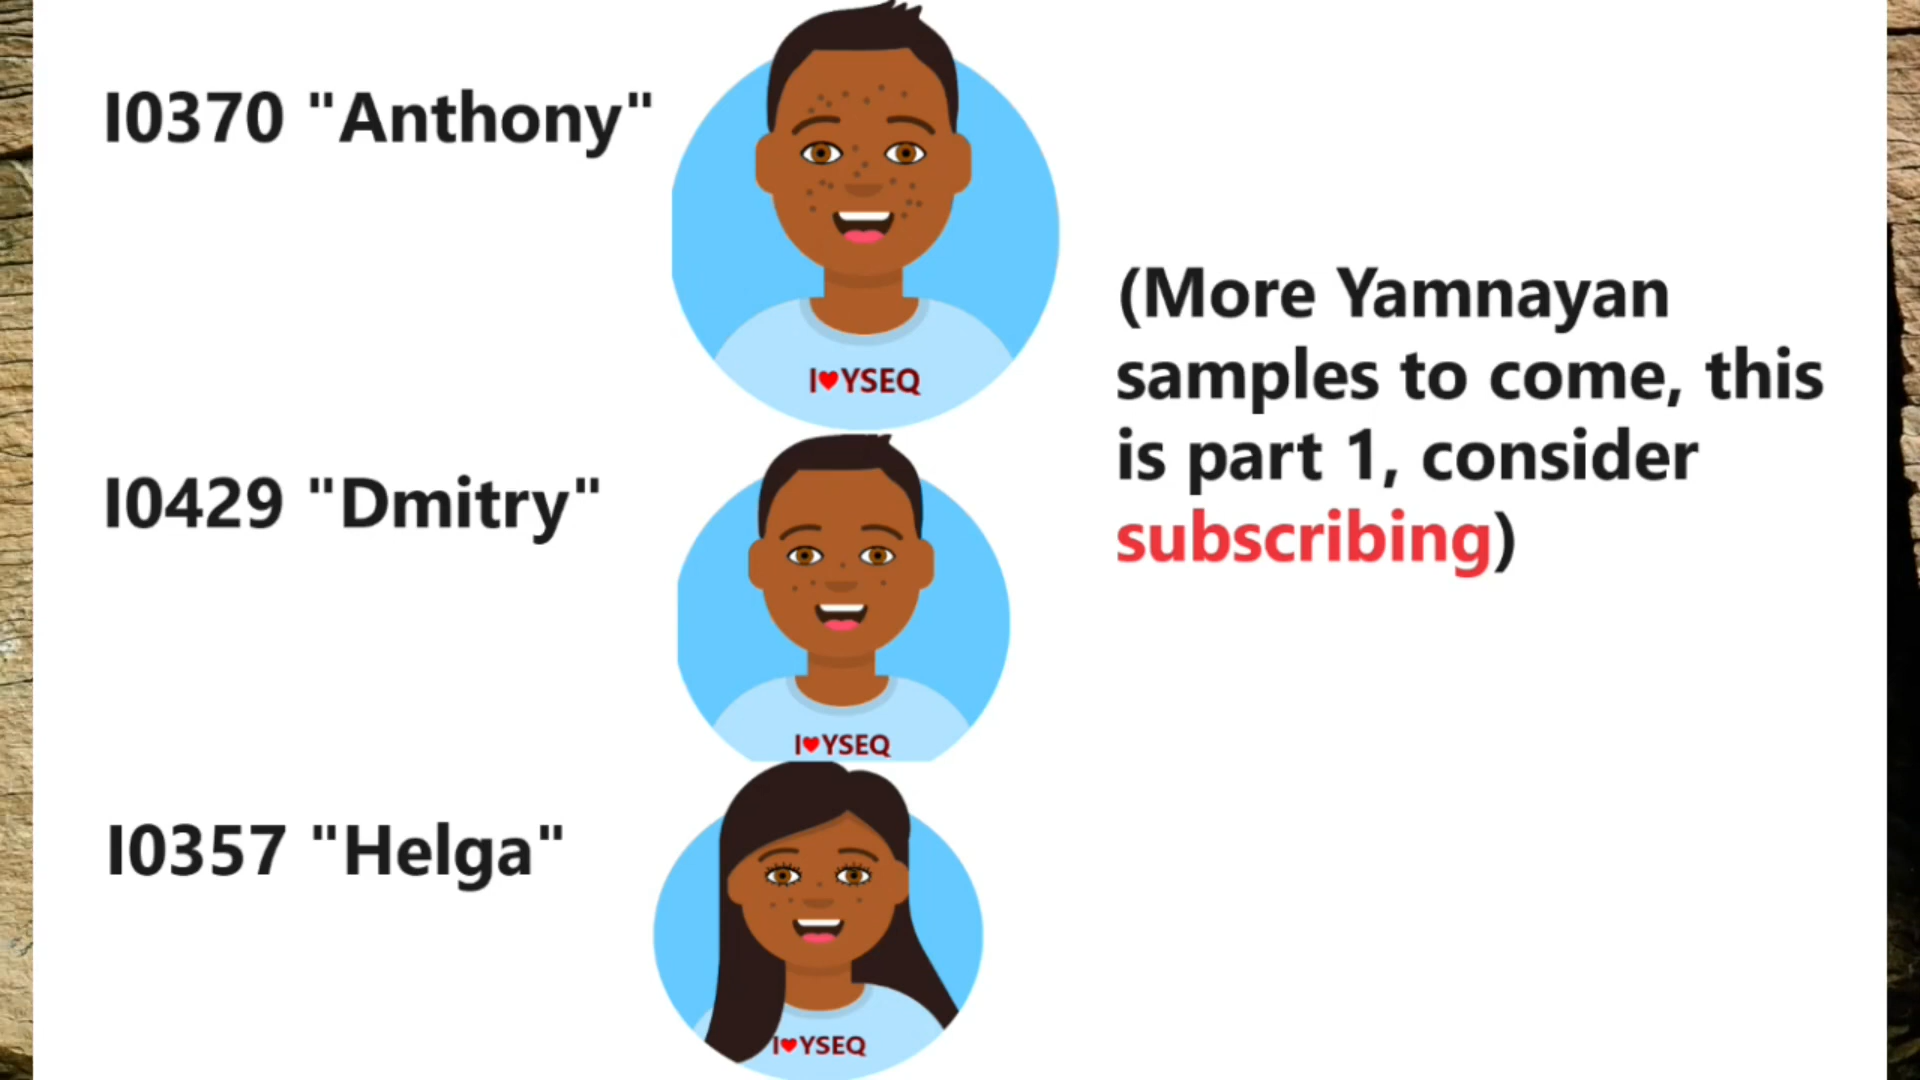 I0370 "Anthony"
I♥YSEQ
(More Yamnayan
samples to come, this
is part 1, consider
subscribing)
I0429 "Dmitry"
I♥YSEQ
I0357 "Helga"
I♥YSEQ